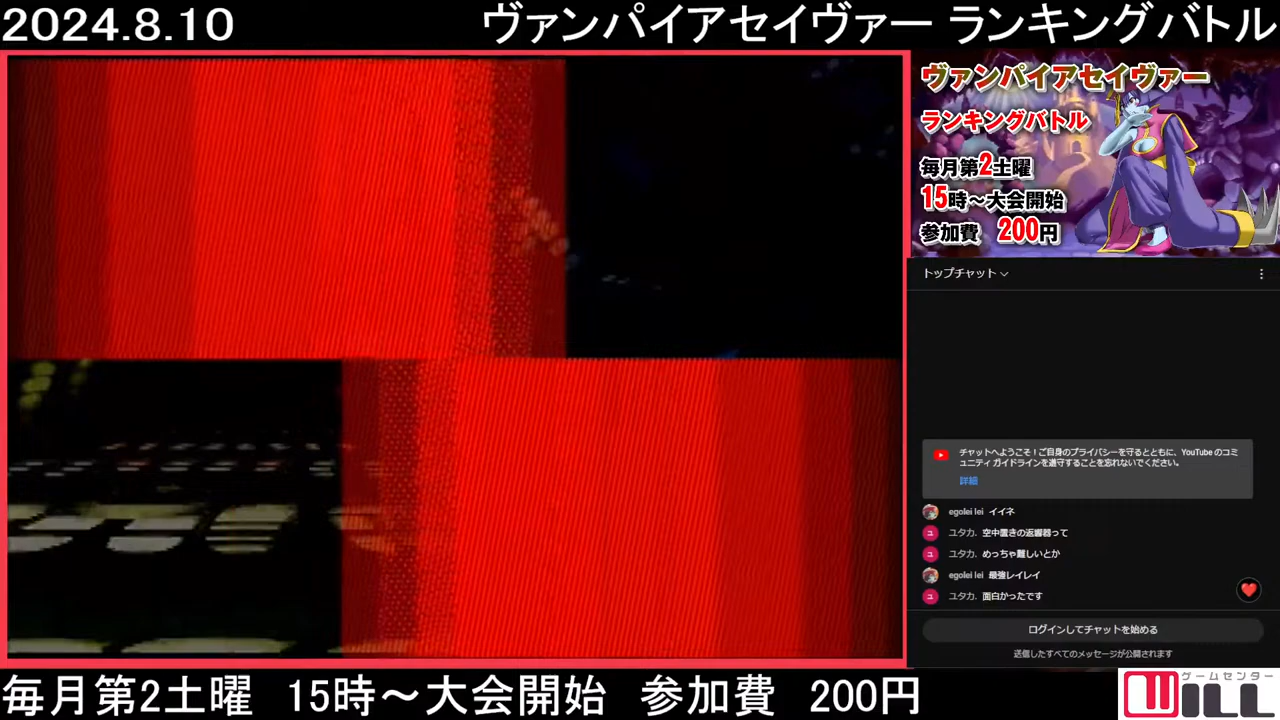 2024.8.10
ヴァンパイアセイヴァー ランキングバトル
ヴァンパイアセイヴァー
ランキングバトル
毎月第2土曜
15時～大会開始
参加費 200円
トップチャット
チャットへようこそ！ご自身のプライバシーを守るとともに、YouTube のコミ
ュニティ ガイドラインを遵守することを忘れないでください。
詳細
egolei lei イイネ
ユ ユタカ. 空中置きの返響器って
ユ ユタカ. めっちゃ難しいとか
egolei lei 最強レイレイ
ユ ユタカ. 面白かったです
ログインしてチャットを始める
送信したすべてのメッセージが公開されます
毎月第2土曜 15時～大会開始 参加費 200円
ゲームセンター
WILL